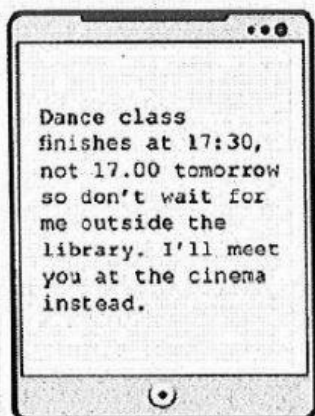 Dance class
finishes at 17:30,
not 17.00 tomorrow
so don't wait for
me outside the
library. I'll meet
you at the cinema
instead.